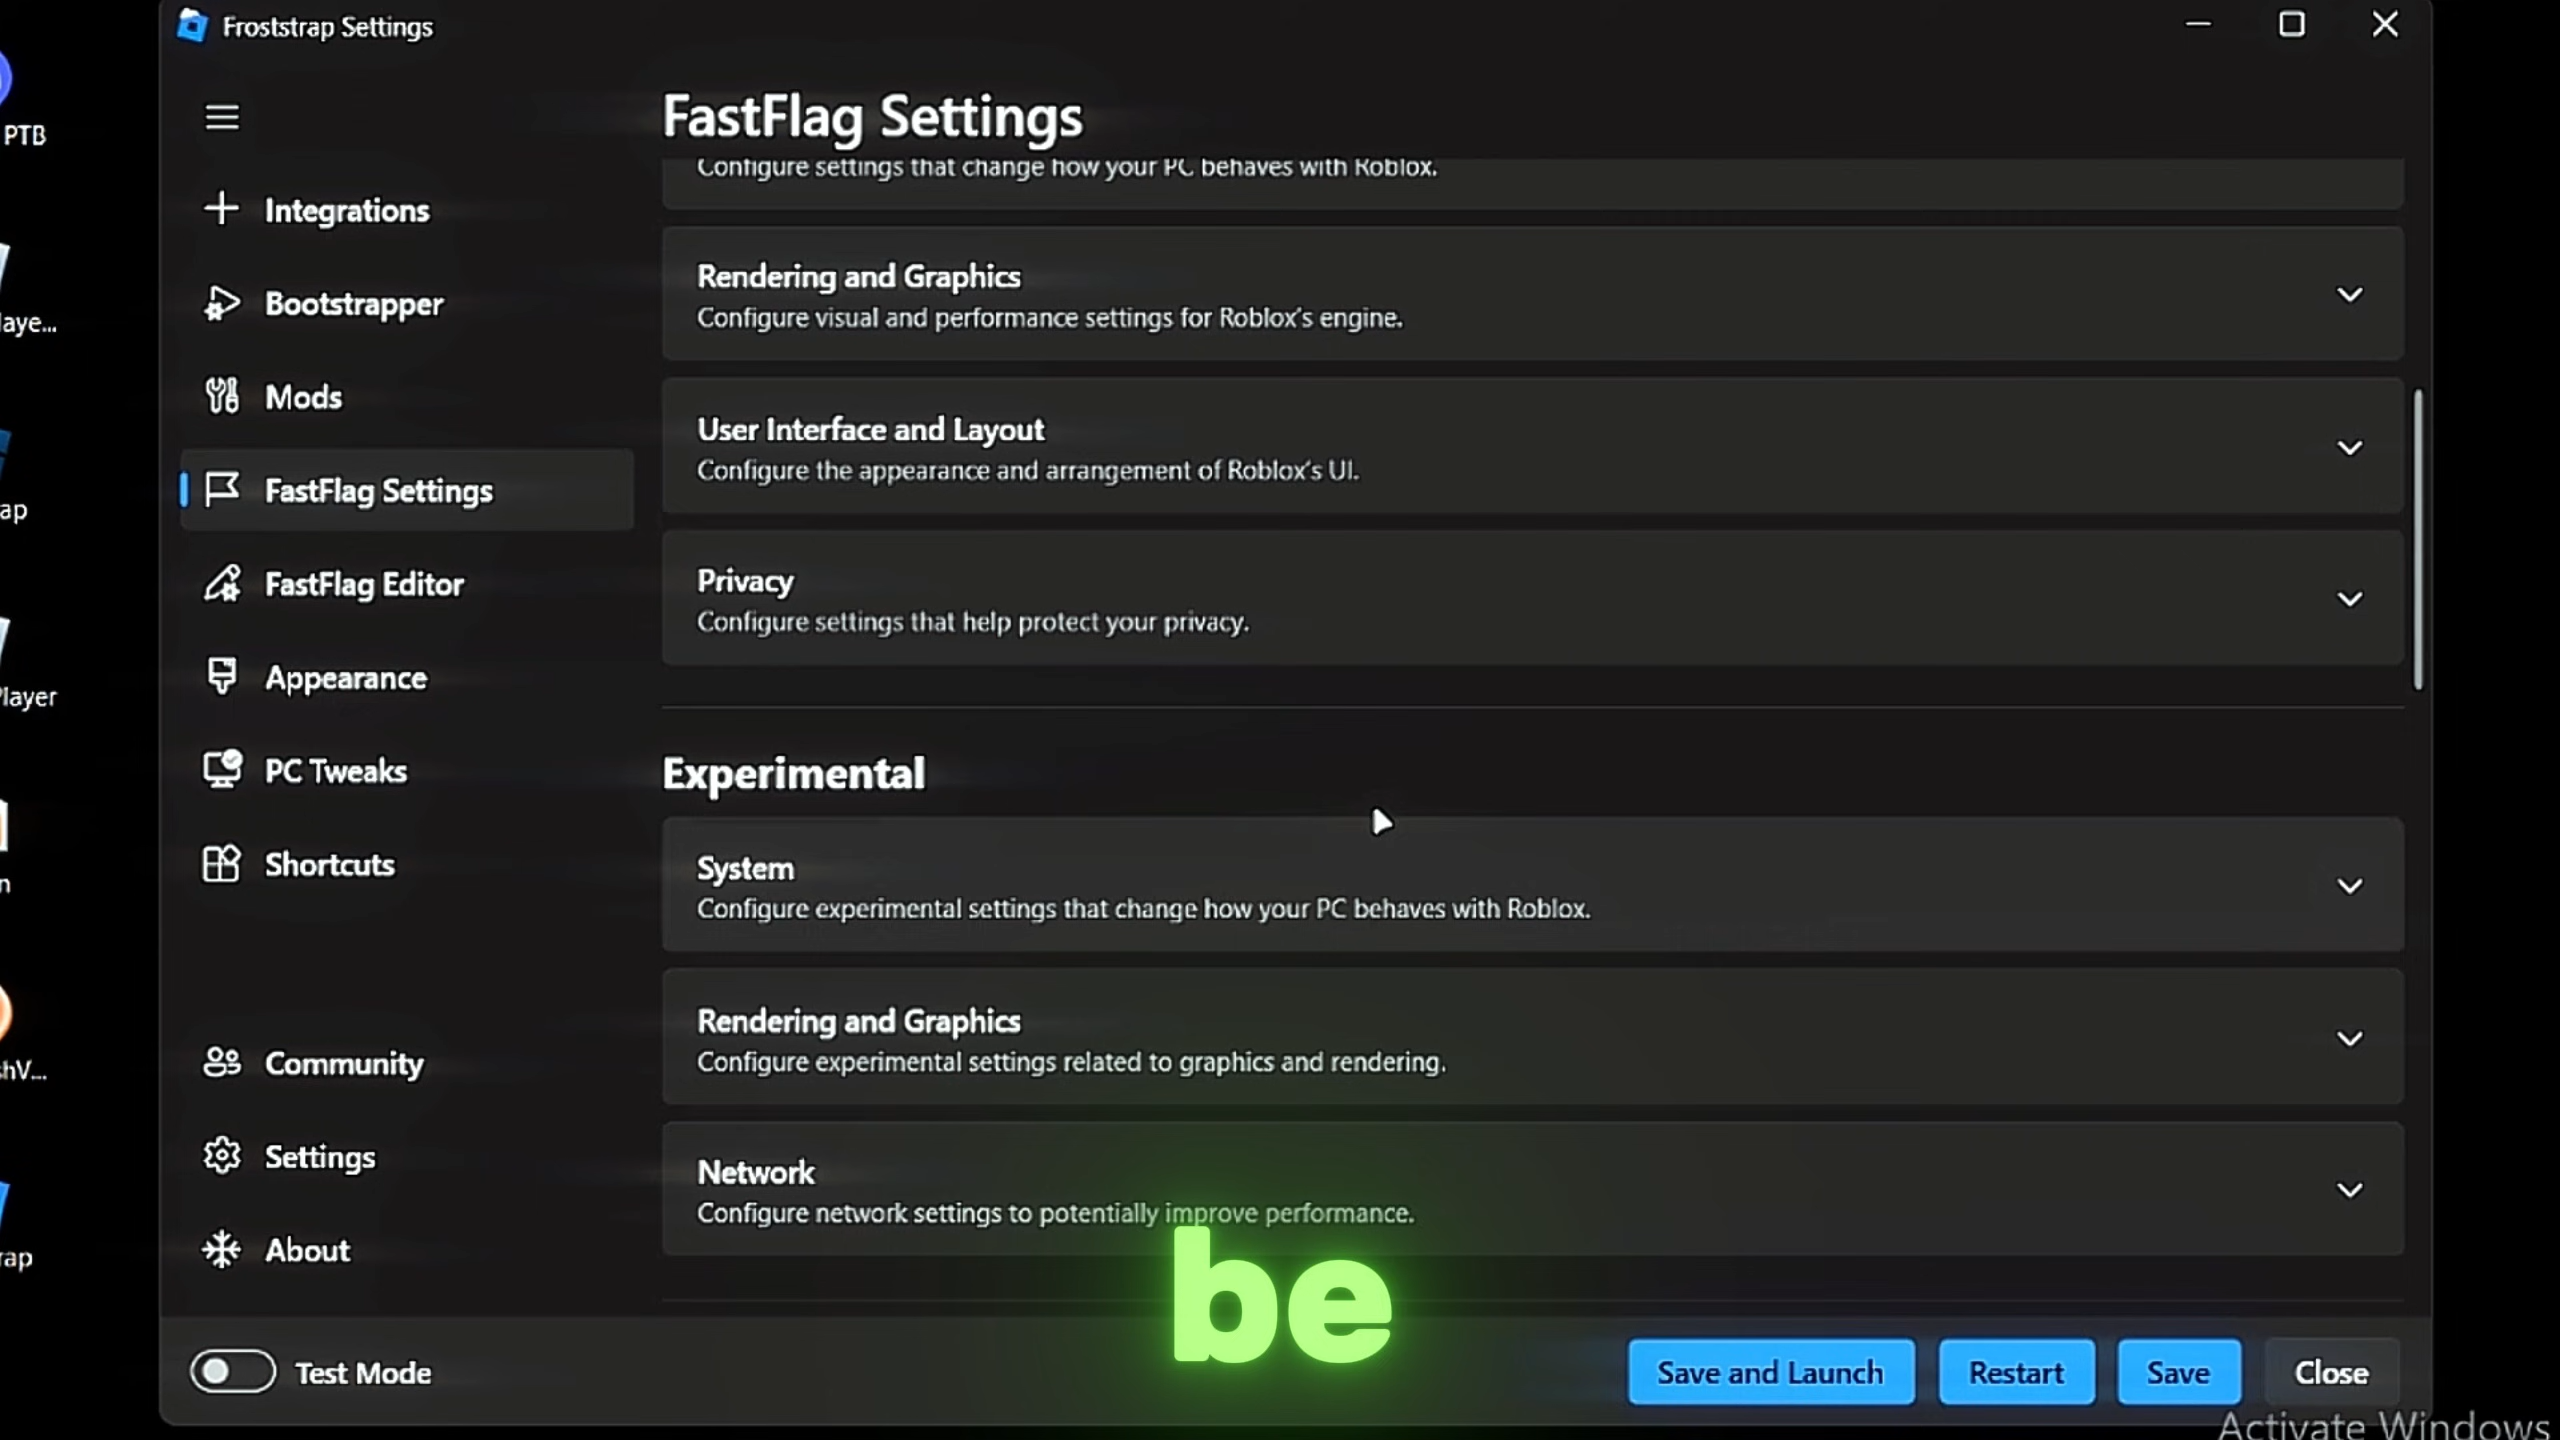 Froststrap Settings
PTB
laye...
ap
layer
n
hV...
rap
Integrations
Bootstrapper
Mods
FastFlag Settings
FastFlag Editor
Appearance
PC Tweaks
Shortcuts
Community
Settings
About
Test Mode
FastFlag Settings
Configure settings that change how your PC behaves with Roblox.
Rendering and Graphics
Configure visual and performance settings for Roblox's engine.
User Interface and Layout
Configure the appearance and arrangement of Roblox's UI.
Privacy
Configure settings that help protect your privacy.
Experimental
System
Configure experimental settings that change how your PC behaves with Roblox.
Rendering and Graphics
Configure experimental settings related to graphics and rendering.
Network
Configure network settings to potentially improve performance.
be
Save and Launch
Restart
Save
Close
Activate Windows